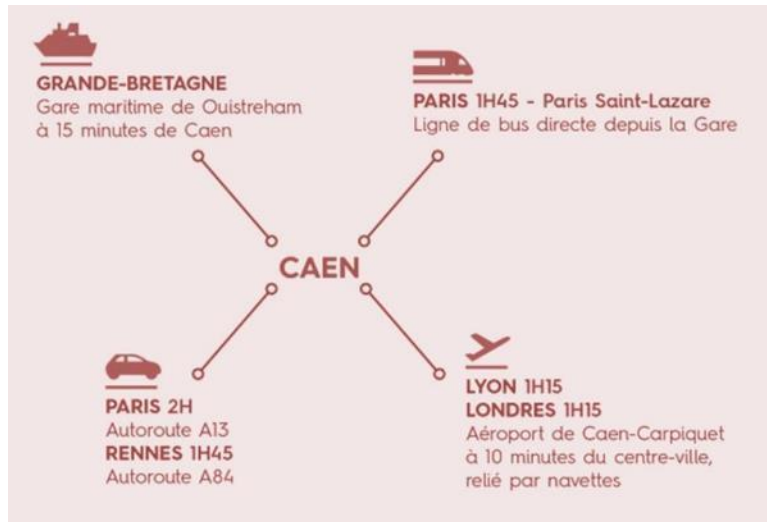 GRANDE-BRETAGNE
Gare maritime de Ouistreham
à 15 minutes de Caen
PARIS 1H45 - Paris Saint-Lazare
Ligne de bus directe depuis la Gare
CAEN
PARIS 2H
Autoroute A13
RENNES 1H45
Autoroute A84
LYON 1H15
LONDRES 1H15
Aéroport de Caen-Carpiquet
à 10 minutes du centre-ville,
relié par navettes